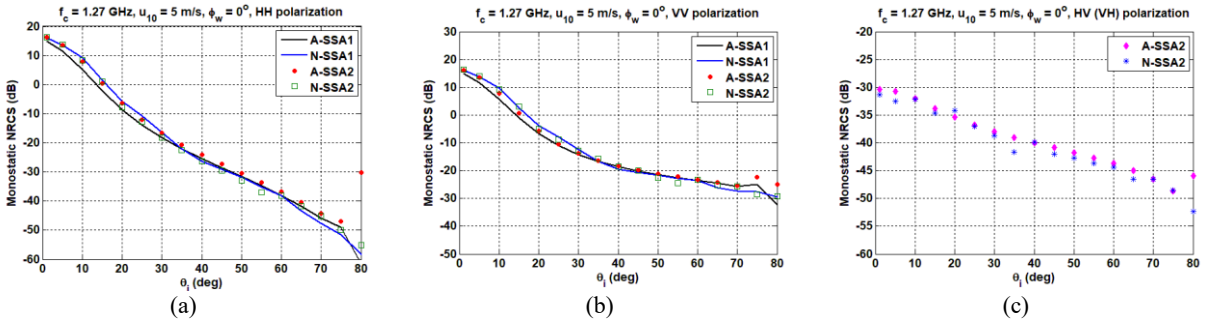 f_c = 1.27 GHz, u_10 = 5 m/s, ϕ_w = 0°, HH polarization
Monostatic NRCS (dB)
20
10
0
-10
-20
-30
-40
-50
-60
A-SSA1
N-SSA1
A-SSA2
N-SSA2
0 10 20 30 40 50 60 70 80
θ_i (deg)
(a)
f_c = 1.27 GHz, u_10 = 5 m/s, ϕ_w = 0°, VV polarization
Monostatic NRCS (dB)
30
20
10
0
-10
-20
-30
-40
-50
A-SSA1
N-SSA1
A-SSA2
N-SSA2
0 10 20 30 40 50 60 70 80
θ_i (deg)
(b)
f_c = 1.27 GHz, u_10 = 5 m/s, ϕ_w = 0°, HV (VH) polarization
Monostatic NRCS (dB)
-25
-30
-35
-40
-45
-50
-55
-60
A-SSA2
N-SSA2
0 10 20 30 40 50 60 70 80
θ_i (deg)
(c)